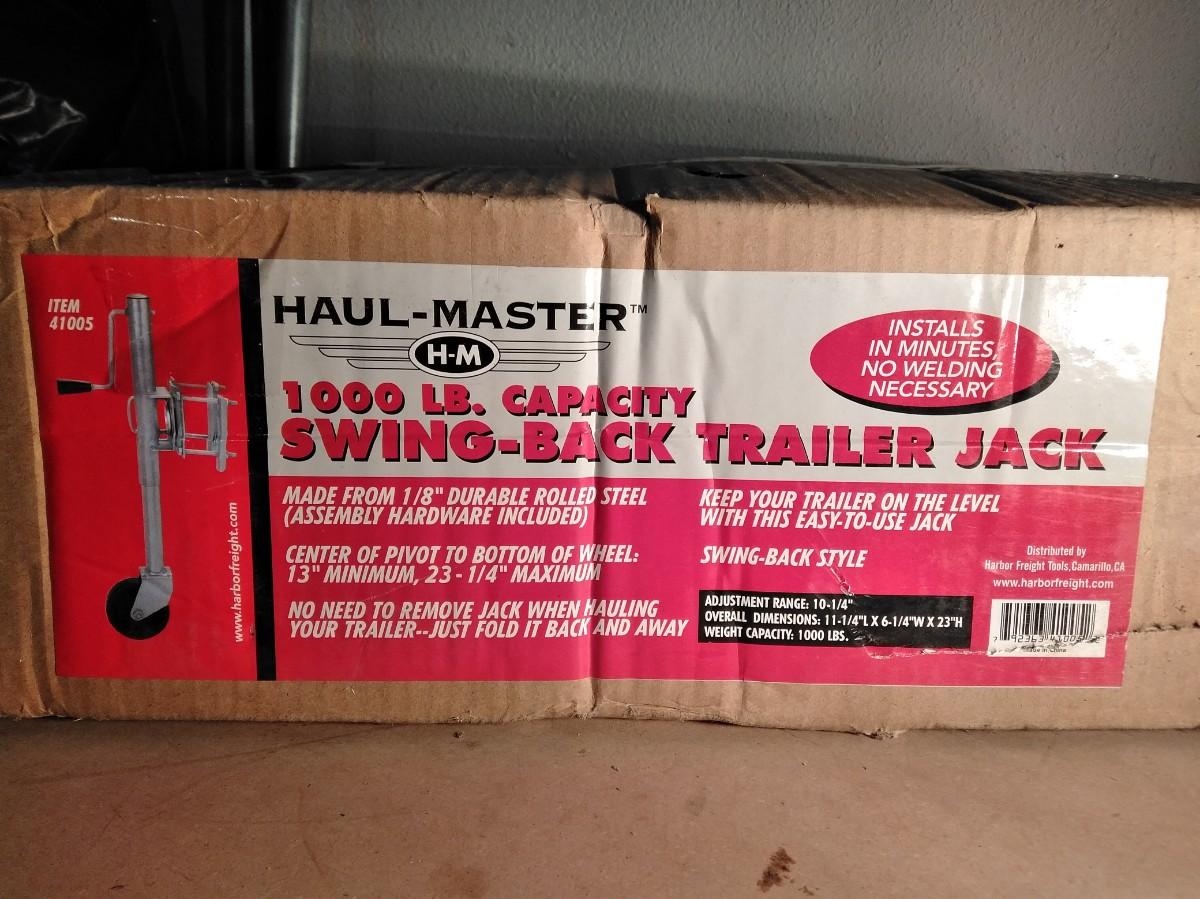 ITEM
41005
www.harborfreight.com
HAUL-MASTER™
H-M
1000 LB. CAPACITY
SWING-BACK TRAILER JACK
INSTALLS
IN MINUTES,
NO WELDING
NECESSARY
MADE FROM 1/8" DURABLE ROLLED STEEL
(ASSEMBLY HARDWARE INCLUDED)
CENTER OF PIVOT TO BOTTOM OF WHEEL:
13" MINIMUM, 23-1/4" MAXIMUM
NO NEED TO REMOVE JACK WHEN HAULING
YOUR TRAILER--JUST FOLD IT BACK AND AWAY
KEEP YOUR TRAILER ON THE LEVEL
WITH THIS EASY-TO-USE JACK
SWING-BACK STYLE
ADJUSTMENT RANGE: 10-1/4"
OVERALL DIMENSIONS: 11-1/4"L X 6-1/4"W X 23"H
WEIGHT CAPACITY: 1000 LBS.
Distributed by
Harbor Freight Tools, Camarillo, CA
www.harborfreight.com
Made in China